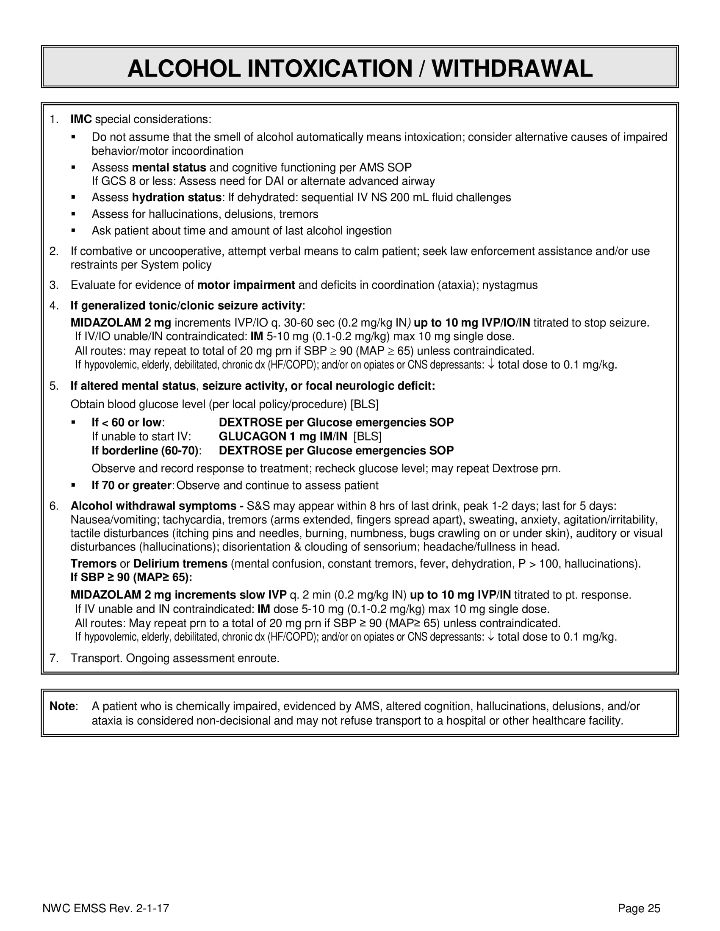 ALCOHOL INTOXICATION / WITHDRAWAL
1. IMC special considerations:
▪ Do not assume that the smell of alcohol automatically means intoxication; consider alternative causes of impaired
behavior/motor incoordination
▪ Assess mental status and cognitive functioning per AMS SOP
If GCS 8 or less: Assess need for DAI or alternate advanced airway
▪ Assess hydration status: If dehydrated: sequential IV NS 200 mL fluid challenges
▪ Assess for hallucinations, delusions, tremors
▪ Ask patient about time and amount of last alcohol ingestion
2. If combative or uncooperative, attempt verbal means to calm patient; seek law enforcement assistance and/or use
restraints per System policy
3. Evaluate for evidence of motor impairment and deficits in coordination (ataxia); nystagmus
4. If generalized tonic/clonic seizure activity:
MIDAZOLAM 2 mg increments IVP/IO q. 30-60 sec (0.2 mg/kg IN) up to 10 mg IVP/IO/IN titrated to stop seizure.
If IV/IO unable/IN contraindicated: IM 5-10 mg (0.1-0.2 mg/kg) max 10 mg single dose.
All routes: may repeat to total of 20 mg prn if SBP ≥ 90 (MAP ≥ 65) unless contraindicated.
If hypovolemic, elderly, debilitated, chronic dx (HF/COPD); and/or on opiates or CNS depressants: ↓ total dose to 0.1 mg/kg.
5. If altered mental status, seizure activity, or focal neurologic deficit:
Obtain blood glucose level (per local policy/procedure) [BLS]
▪ If < 60 or low: DEXTROSE per Glucose emergencies SOP
If unable to start IV: GLUCAGON 1 mg IM/IN [BLS]
If borderline (60-70): DEXTROSE per Glucose emergencies SOP
Observe and record response to treatment; recheck glucose level; may repeat Dextrose prn.
▪ If 70 or greater: Observe and continue to assess patient
6. Alcohol withdrawal symptoms - S&S may appear within 8 hrs of last drink, peak 1-2 days; last for 5 days:
Nausea/vomiting; tachycardia, tremors (arms extended, fingers spread apart), sweating, anxiety, agitation/irritability,
tactile disturbances (itching pins and needles, burning, numbness, bugs crawling on or under skin), auditory or visual
disturbances (hallucinations); disorientation & clouding of sensorium; headache/fullness in head.
Tremors or Delirium tremens (mental confusion, constant tremors, fever, dehydration, P > 100, hallucinations).
If SBP ≥ 90 (MAP≥ 65):
MIDAZOLAM 2 mg increments slow IVP q. 2 min (0.2 mg/kg IN) up to 10 mg IVP/IN titrated to pt. response.
If IV unable and IN contraindicated: IM dose 5-10 mg (0.1-0.2 mg/kg) max 10 mg single dose.
All routes: May repeat prn to a total of 20 mg prn if SBP ≥ 90 (MAP≥ 65) unless contraindicated.
If hypovolemic, elderly, debilitated, chronic dx (HF/COPD); and/or on opiates or CNS depressants: ↓ total dose to 0.1 mg/kg.
7. Transport. Ongoing assessment enroute.
Note: A patient who is chemically impaired, evidenced by AMS, altered cognition, hallucinations, delusions, and/or
ataxia is considered non-decisional and may not refuse transport to a hospital or other healthcare facility.
NWC EMSS Rev. 2-1-17 Page 25